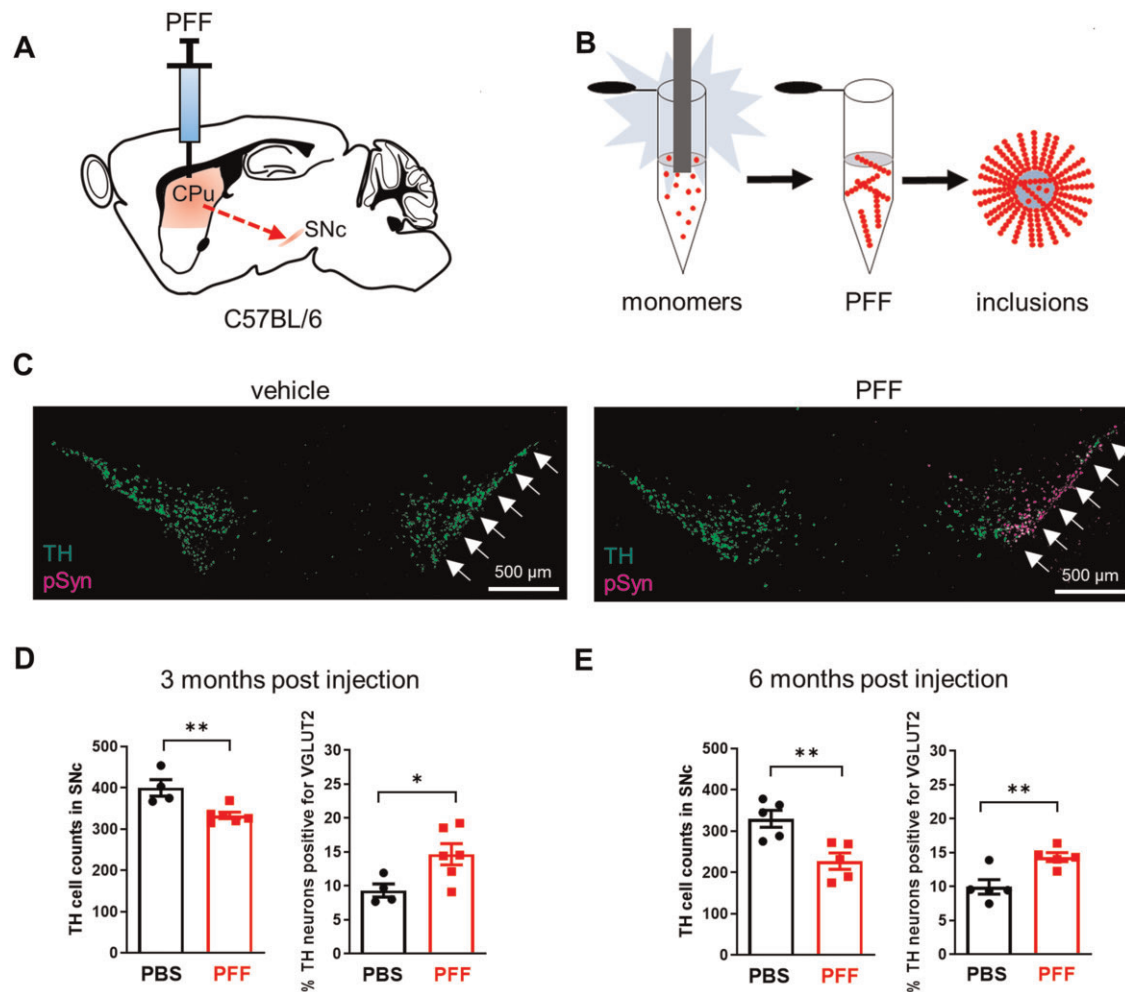 A
PFF
CPu
SNc
C57BL/6
B
monomers
PFF
inclusions
C
vehicle
TH
pSyn
500 µm
PFF
TH
pSyn
500 µm
D
3 months post injection
TH cell counts in SNc
500
400
300
200
100
0
**
PBS
PFF
% TH neurons positive for VGLUT2
30
25
20
15
10
5
0
*
PBS
PFF
E
6 months post injection
TH cell counts in SNc
500
400
300
200
100
0
**
PBS
PFF
% TH neurons positive for VGLUT2
30
25
20
15
10
5
0
**
PBS
PFF